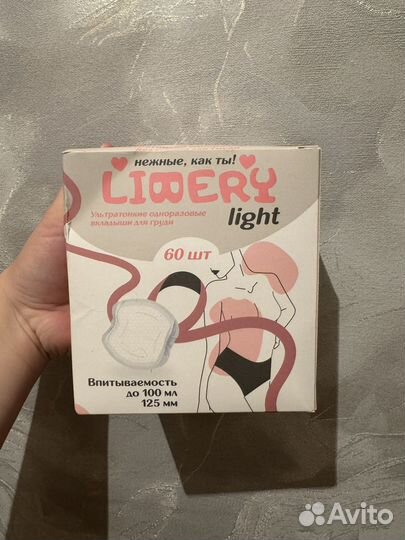 нежные, как ты!
LIBERY
light
Ультратонкие одноразовые
вкладыши для груди
60 шт
Впитываемость
до 100 мл
125 мм
Avito